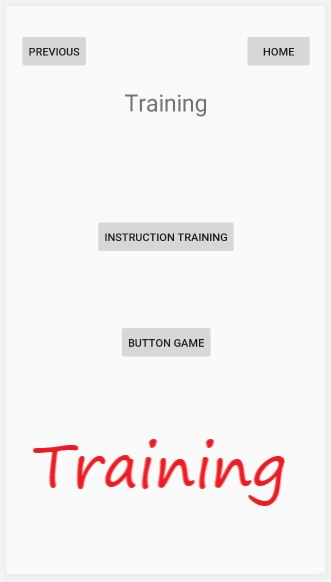 PREVIOUS HOME
Training
INSTRUCTION TRAINING
BUTTON GAME
Training